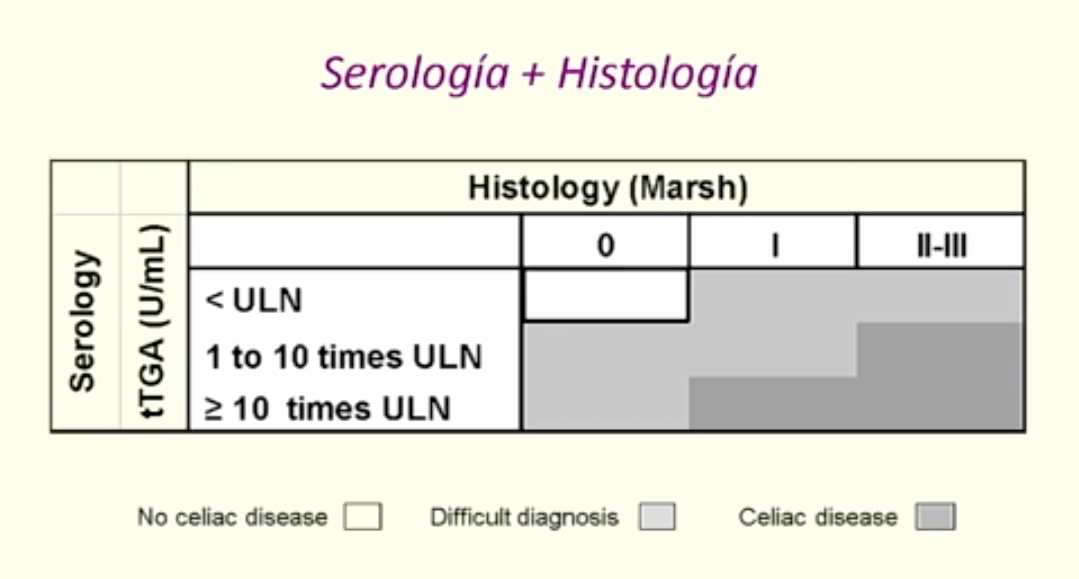 Serología + Histología
Histology (Marsh)
0 I II-III
Serology
tTGA (U/mL)
< ULN
1 to 10 times ULN
≥ 10 times ULN
No celiac disease Difficult diagnosis Celiac disease